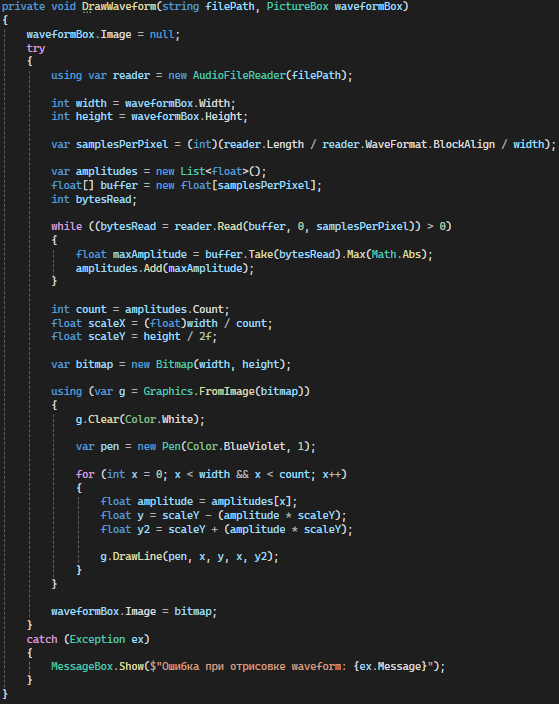 private void DrawWaveform(string filePath, PictureBox waveformBox)
{
    waveformBox.Image = null;
    try
    {
        using var reader = new AudioFileReader(filePath);

        int width = waveformBox.Width;
        int height = waveformBox.Height;

        var samplesPerPixel = (int)(reader.Length / reader.WaveFormat.BlockAlign / width);

        var amplitudes = new List<float>();
        float[] buffer = new float[samplesPerPixel];
        int bytesRead;

        while ((bytesRead = reader.Read(buffer, 0, samplesPerPixel)) > 0)
        {
            float maxAmplitude = buffer.Take(bytesRead).Max(Math.Abs);
            amplitudes.Add(maxAmplitude);
        }

        int count = amplitudes.Count;
        float scaleX = (float)width / count;
        float scaleY = height / 2f;

        var bitmap = new Bitmap(width, height);

        using (var g = Graphics.FromImage(bitmap))
        {
            g.Clear(Color.White);

            var pen = new Pen(Color.BlueViolet, 1);

            for (int x = 0; x < width && x < count; x++)
            {
                float amplitude = amplitudes[x];
                float y = scaleY - (amplitude * scaleY);
                float y2 = scaleY + (amplitude * scaleY);

                g.DrawLine(pen, x, y, x, y2);
            }
        }

        waveformBox.Image = bitmap;
    }
    catch (Exception ex)
    {
        MessageBox.Show($"Ошибка при отрисовке waveform: {ex.Message}");
    }
}